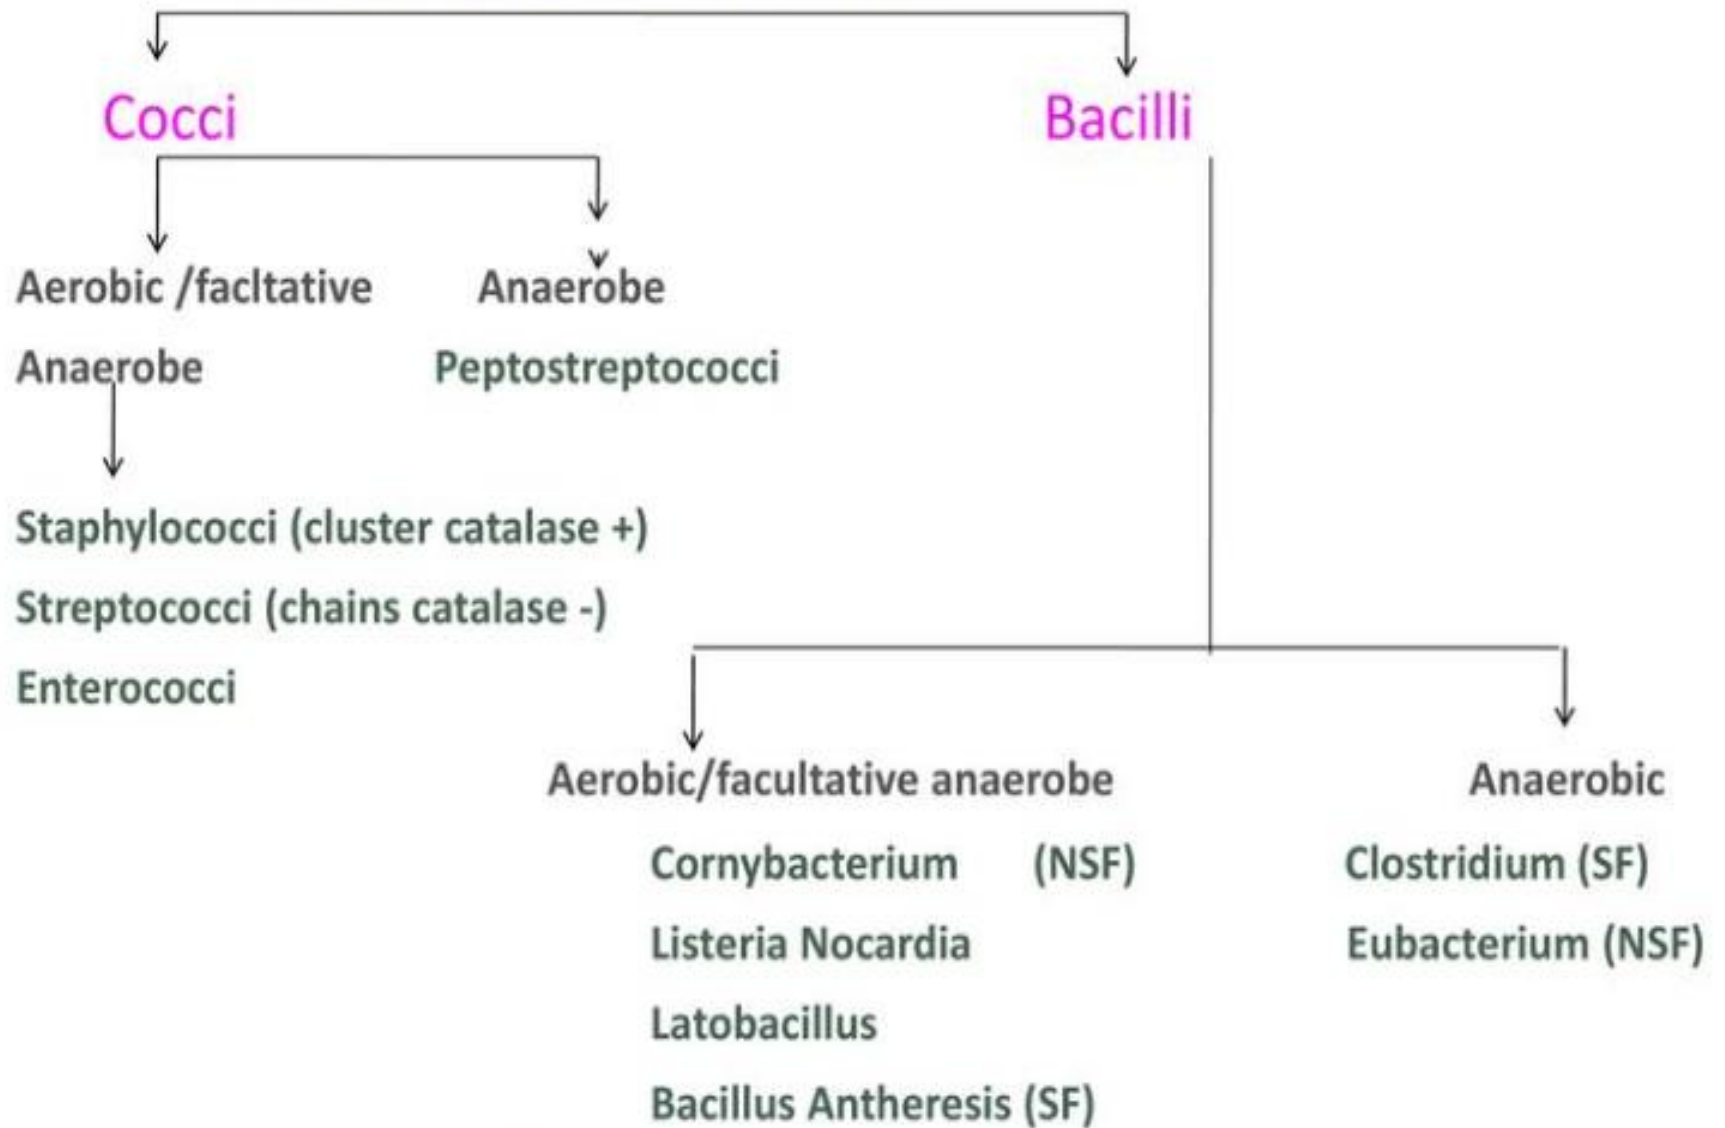 Cocci
Bacilli
Aerobic /facltative
Anaerobe
Anaerobe
Peptostreptococci
Staphylococci (cluster catalase +)
Streptococci (chains catalase -)
Enterococci
Aerobic/facultative anaerobe
Cornybacterium (NSF)
Listeria Nocardia
Latobacillus
Bacillus Antheresis (SF)
Anaerobic
Clostridium (SF)
Eubacterium (NSF)